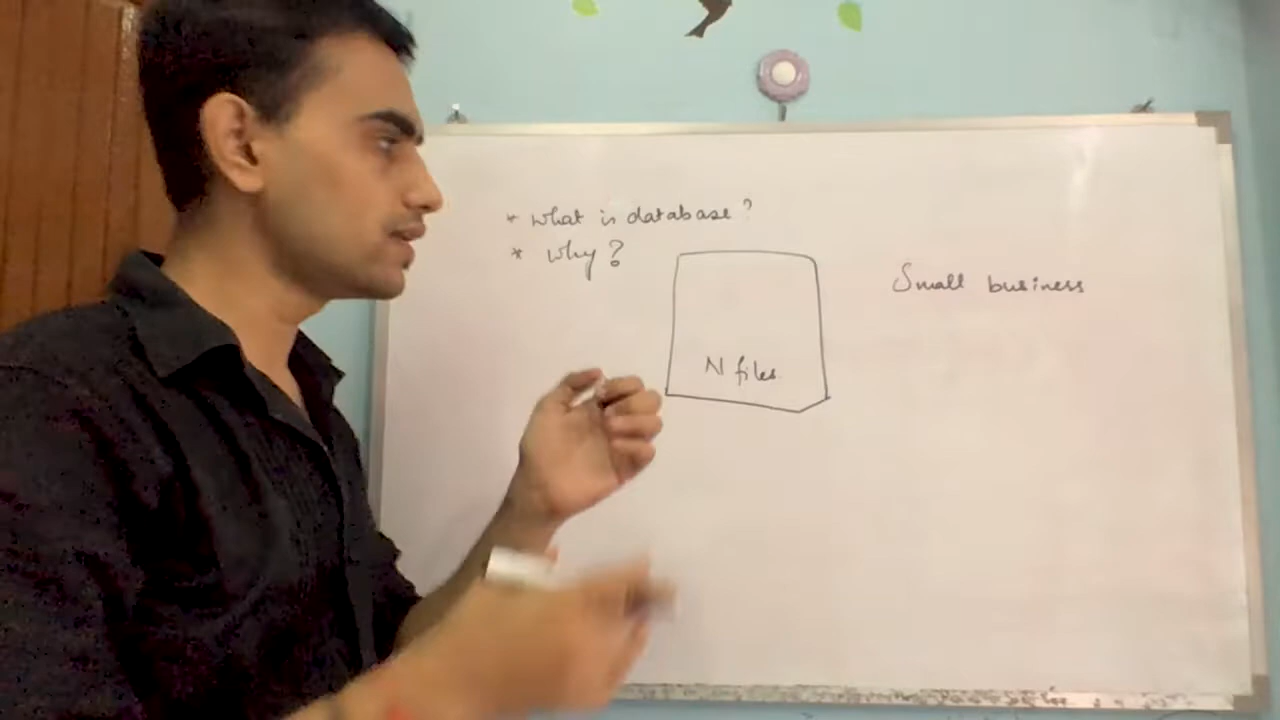 * what is database?
* why?
N files
Small business